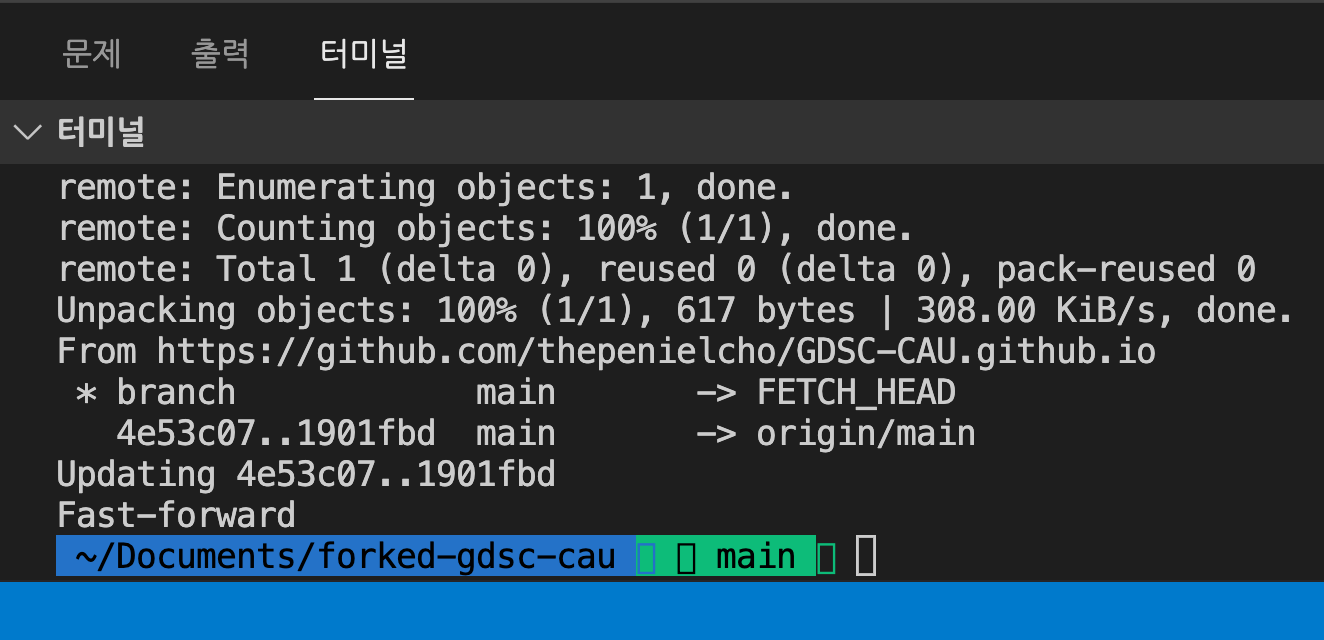 문제 출력 터미널
터미널
remote: Enumerating objects: 1, done.
remote: Counting objects: 100% (1/1), done.
remote: Total 1 (delta 0), reused 0 (delta 0), pack-reused 0
Unpacking objects: 100% (1/1), 617 bytes | 308.00 KiB/s, done.
From https://github.com/thepenielcho/GDSC-CAU.github.io
 * branch            main       -> FETCH_HEAD
   4e53c07..1901fbd  main       -> origin/main
Updating 4e53c07..1901fbd
Fast-forward
~/Documents/forked-gdsc-cau main